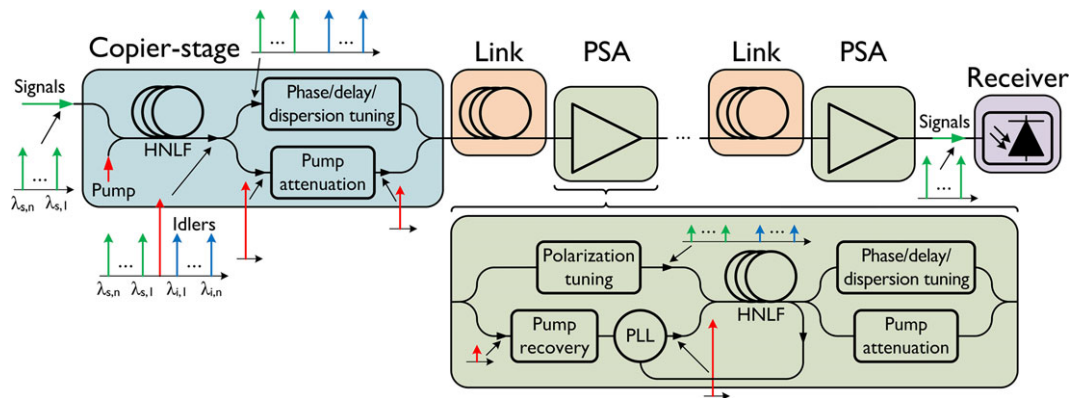 Copier-stage
Link
PSA
Link
PSA
Receiver
Signals
...
...
Phase/delay/
dispersion tuning
HNLF
Pump
attenuation
Pump
...
λs,n λs,1
Idlers
...
...
λs,n λs,1 λi,1 λi,n
...
Signals
...
Polarization
tuning
...
...
Phase/delay/
dispersion tuning
HNLF
Pump
recovery
PLL
Pump
attenuation